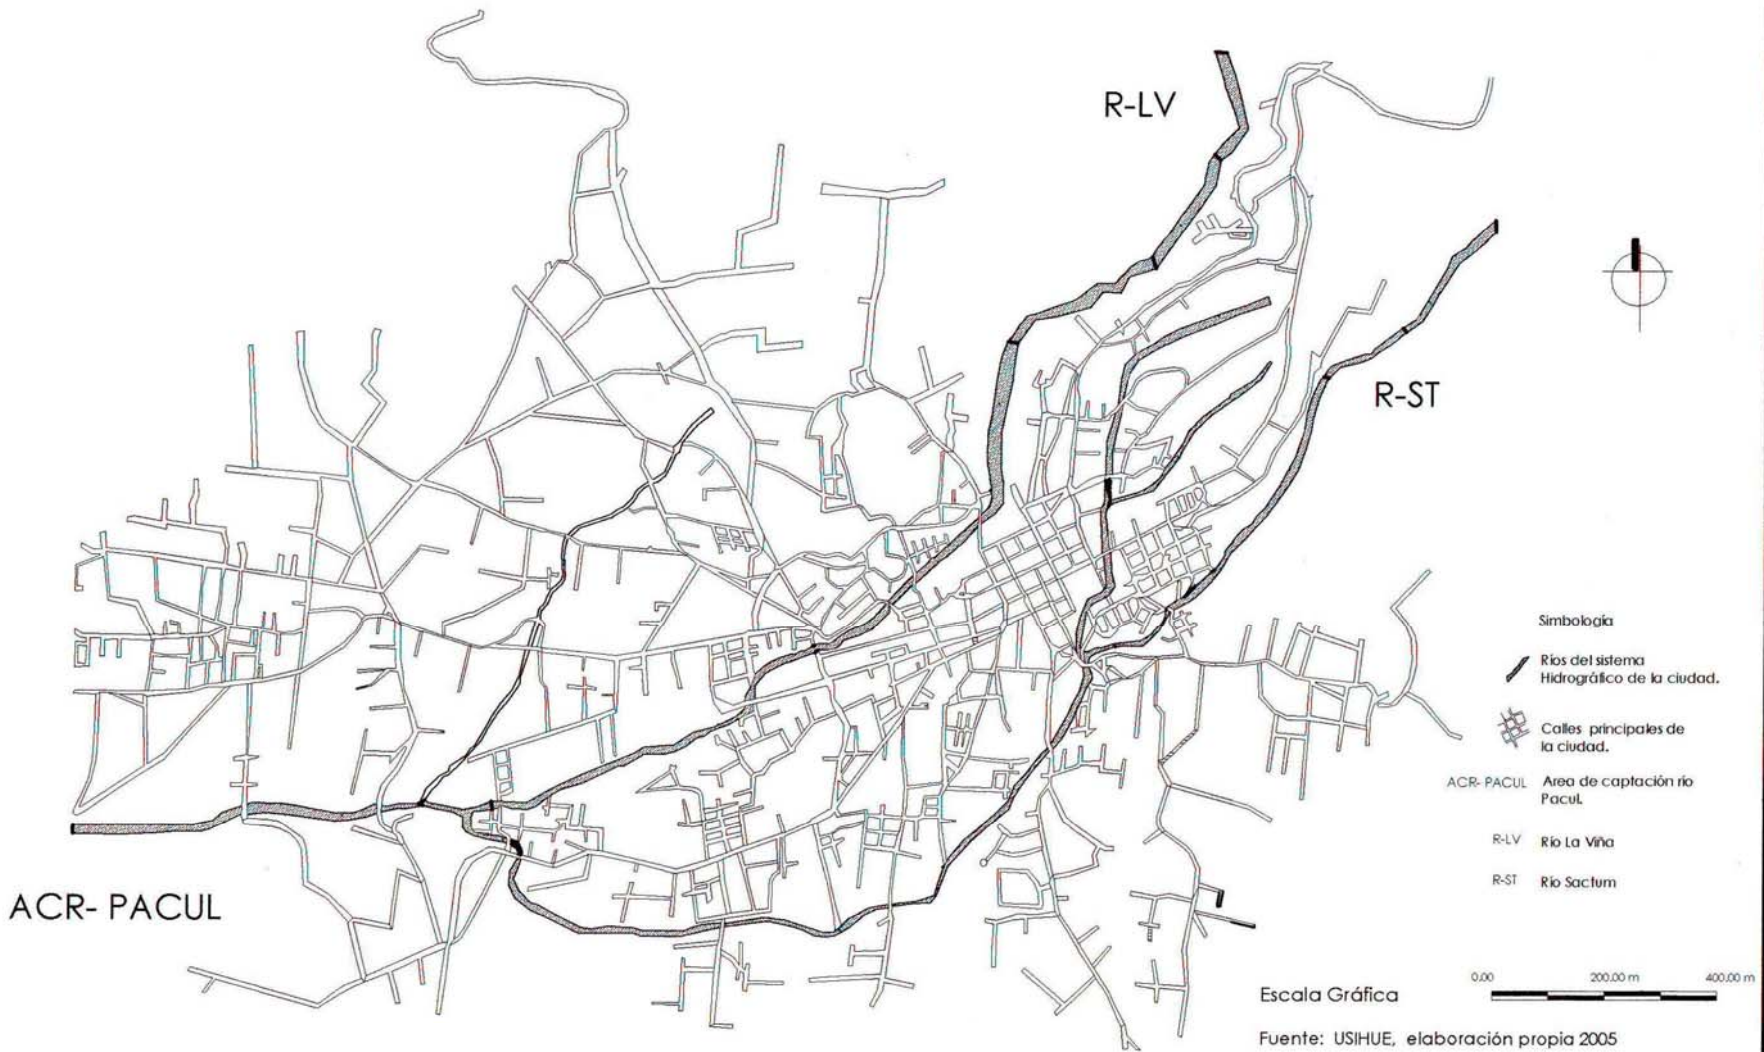 R-LV
R-ST
ACR- PACUL
Simbología
Ríos del sistema
Hidrográfico de la ciudad.
Calles principales de
la ciudad.
ACR- PACUL Area de captación río
Pacul.
R-LV Río La Viña
R-ST Río Sactum
Escala Gráfica
0.00 200.00 m 400.00 m
Fuente: USIHUE, elaboración propia 2005